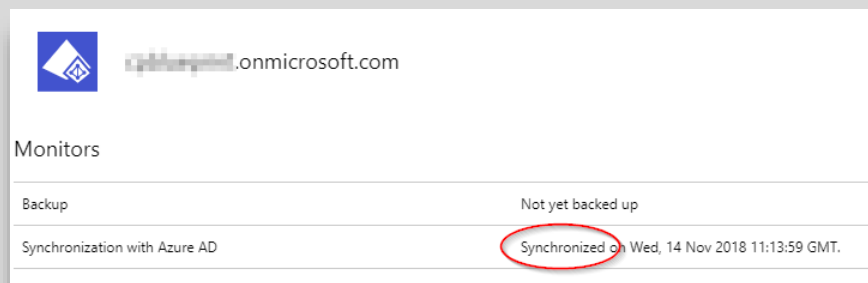 .onmicrosoft.com
Monitors
Backup Not yet backed up
Synchronization with Azure AD Synchronized on Wed, 14 Nov 2018 11:13:59 GMT.